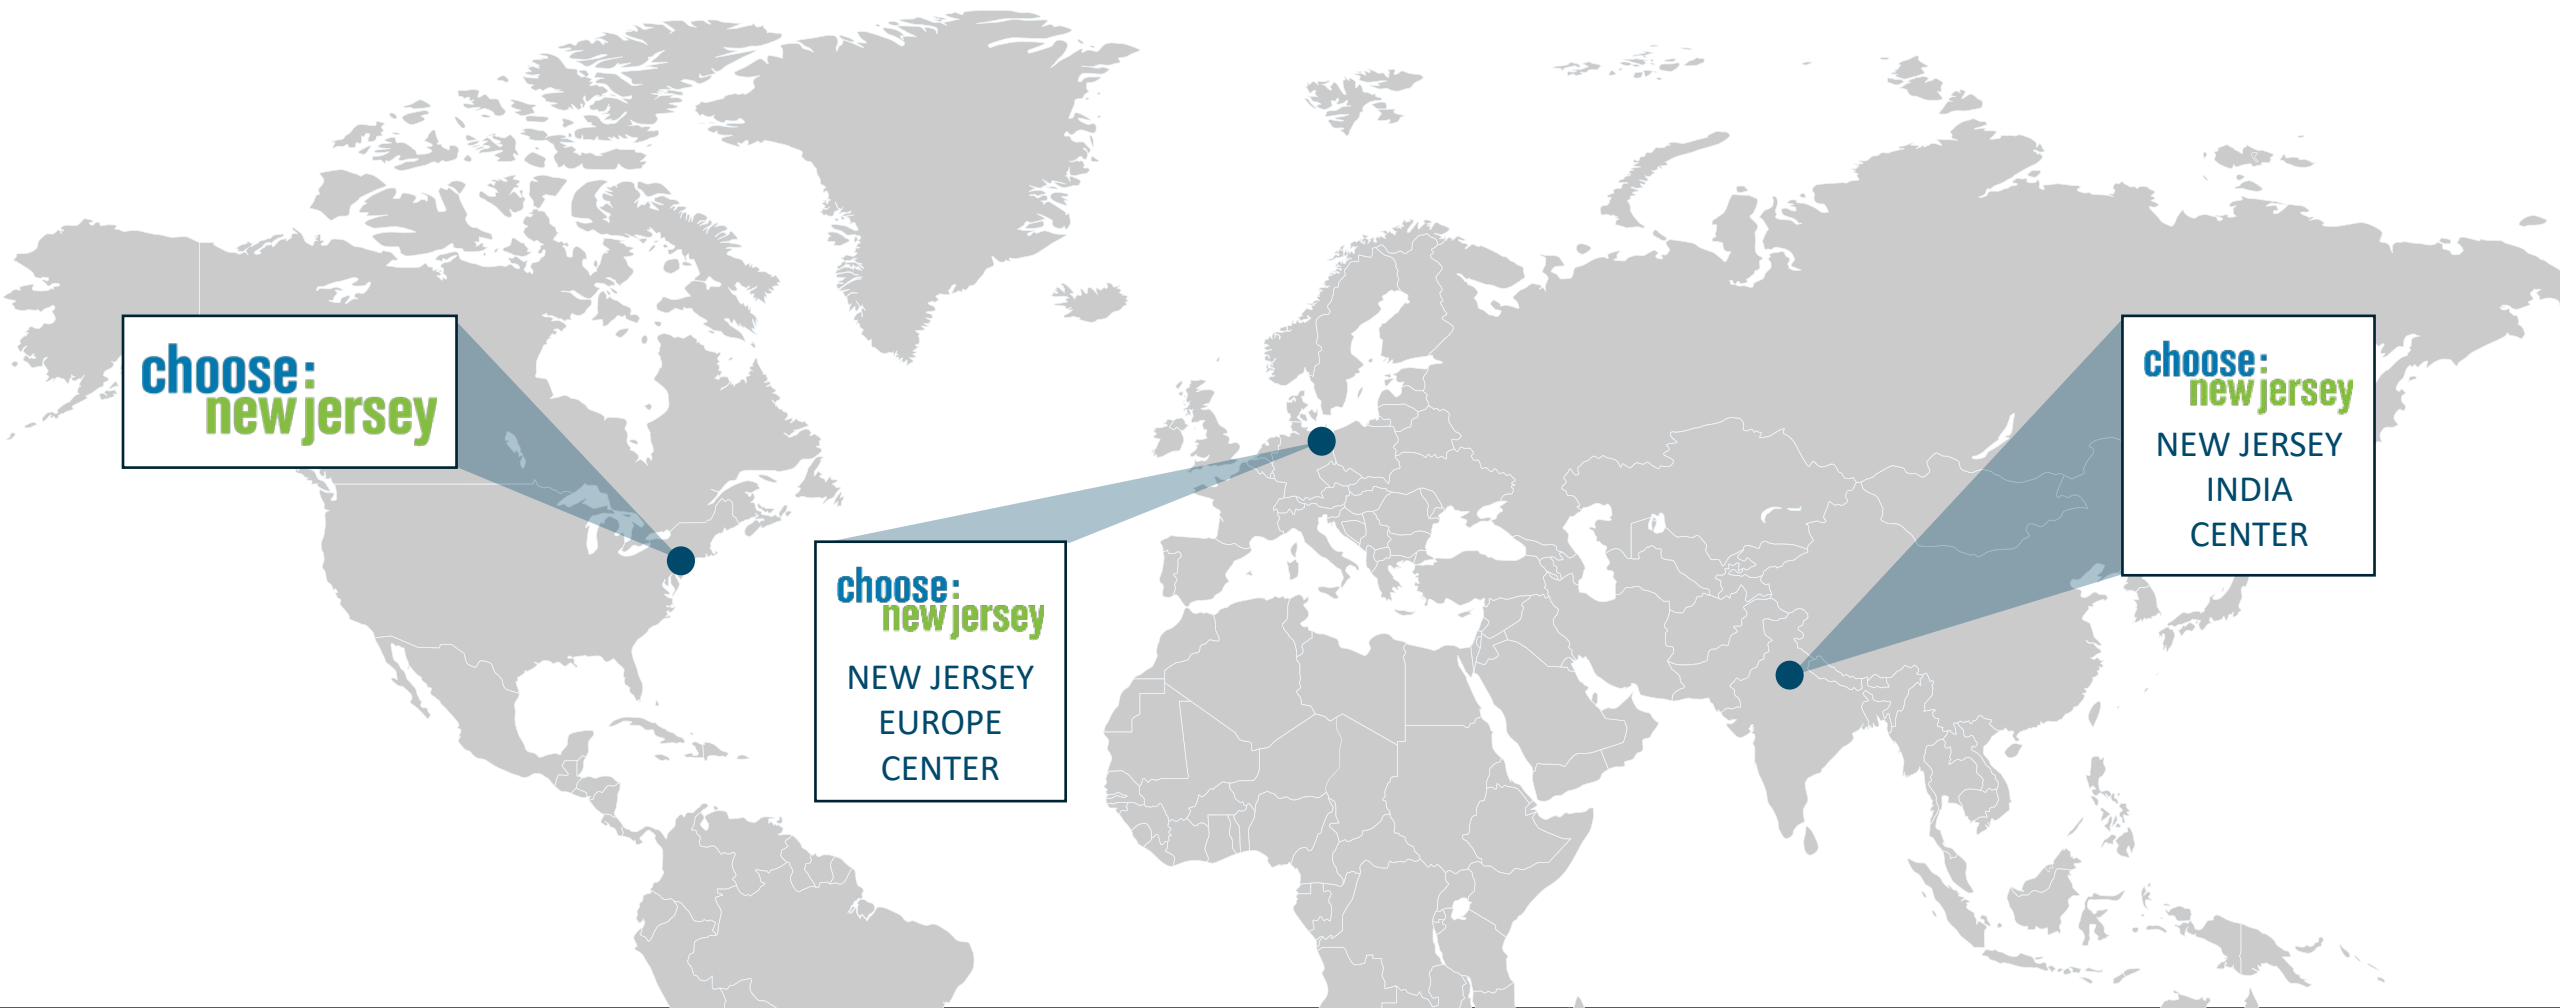 choose:
new jersey
choose:
new jersey
NEW JERSEY
EUROPE
CENTER
choose:
new jersey
NEW JERSEY
INDIA
CENTER